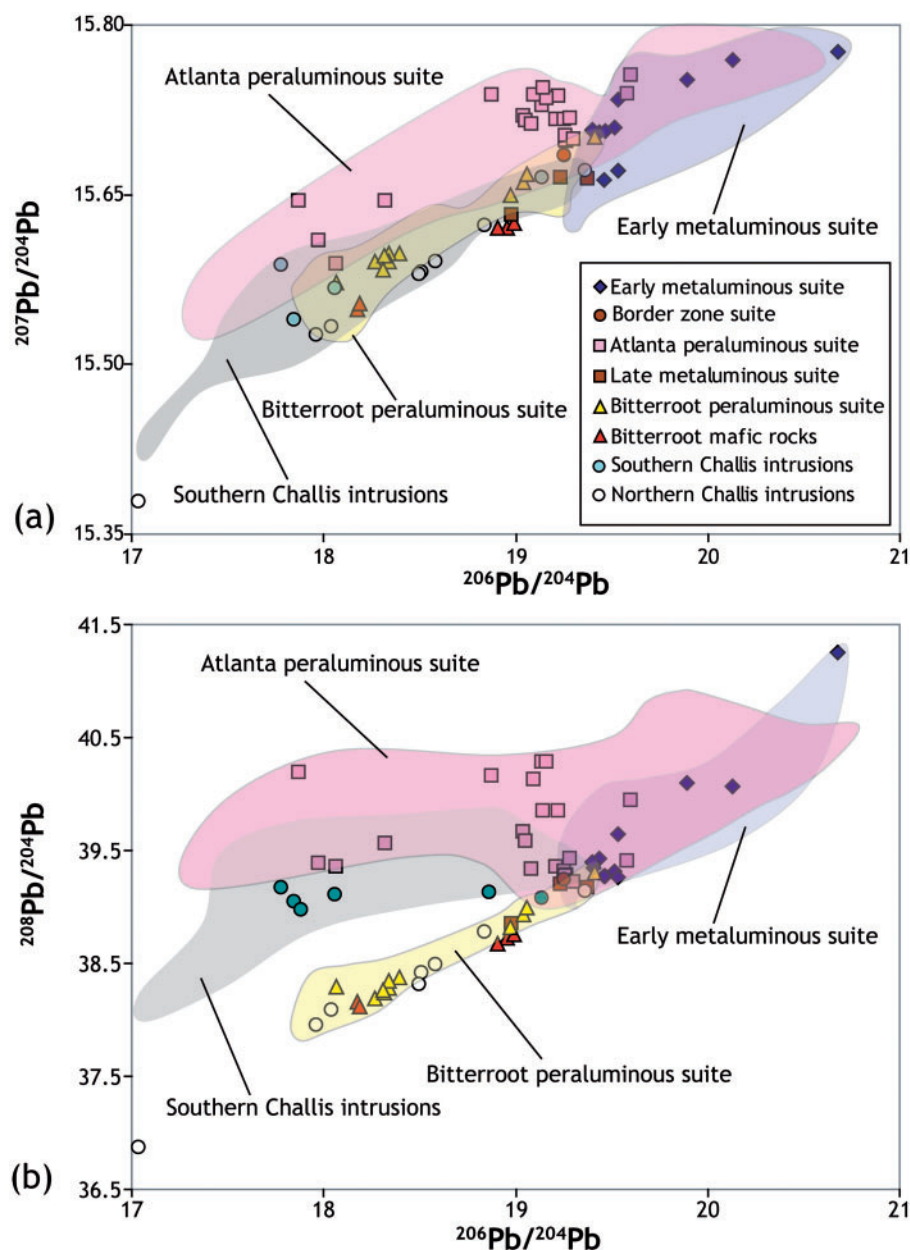 15.80
Atlanta peraluminous suite
15.65
²⁰⁷Pb/²⁰⁴Pb
Early metaluminous suite
Early metaluminous suite
Border zone suite
Atlanta peraluminous suite
Late metaluminous suite
Bitterroot peraluminous suite
Bitterroot mafic rocks
Southern Challis intrusions
Northern Challis intrusions
15.50
Bitterroot peraluminous suite
Southern Challis intrusions
(a)
15.35
17 18 19 20 21
²⁰⁶Pb/²⁰⁴Pb
41.5
Atlanta peraluminous suite
40.5
39.5
²⁰⁸Pb/²⁰⁴Pb
Early metaluminous suite
38.5
Bitterroot peraluminous suite
37.5
Southern Challis intrusions
(b)
36.5
17 18 19 20 21
²⁰⁶Pb/²⁰⁴Pb